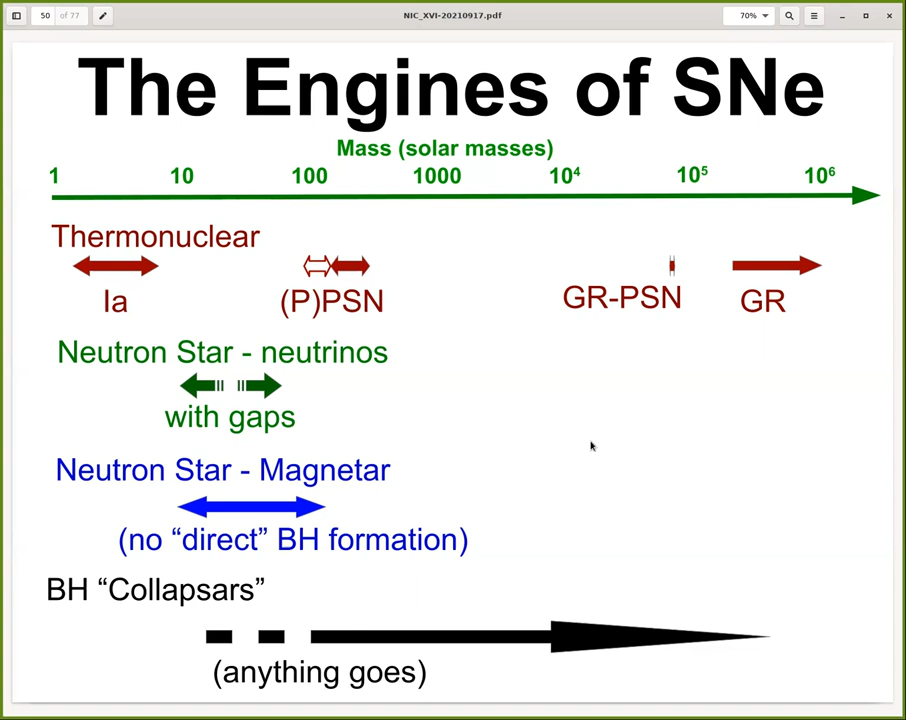 50 of 77
NIC_XVI-20210917.pdf
70%
The Engines of SNe
Mass (solar masses)
1 10 100 1000 10⁴ 10⁵ 10⁶
Thermonuclear
Ia (P)PSN GR-PSN GR
Neutron Star - neutrinos
with gaps
Neutron Star - Magnetar
(no “direct” BH formation)
BH “Collapsars”
(anything goes)